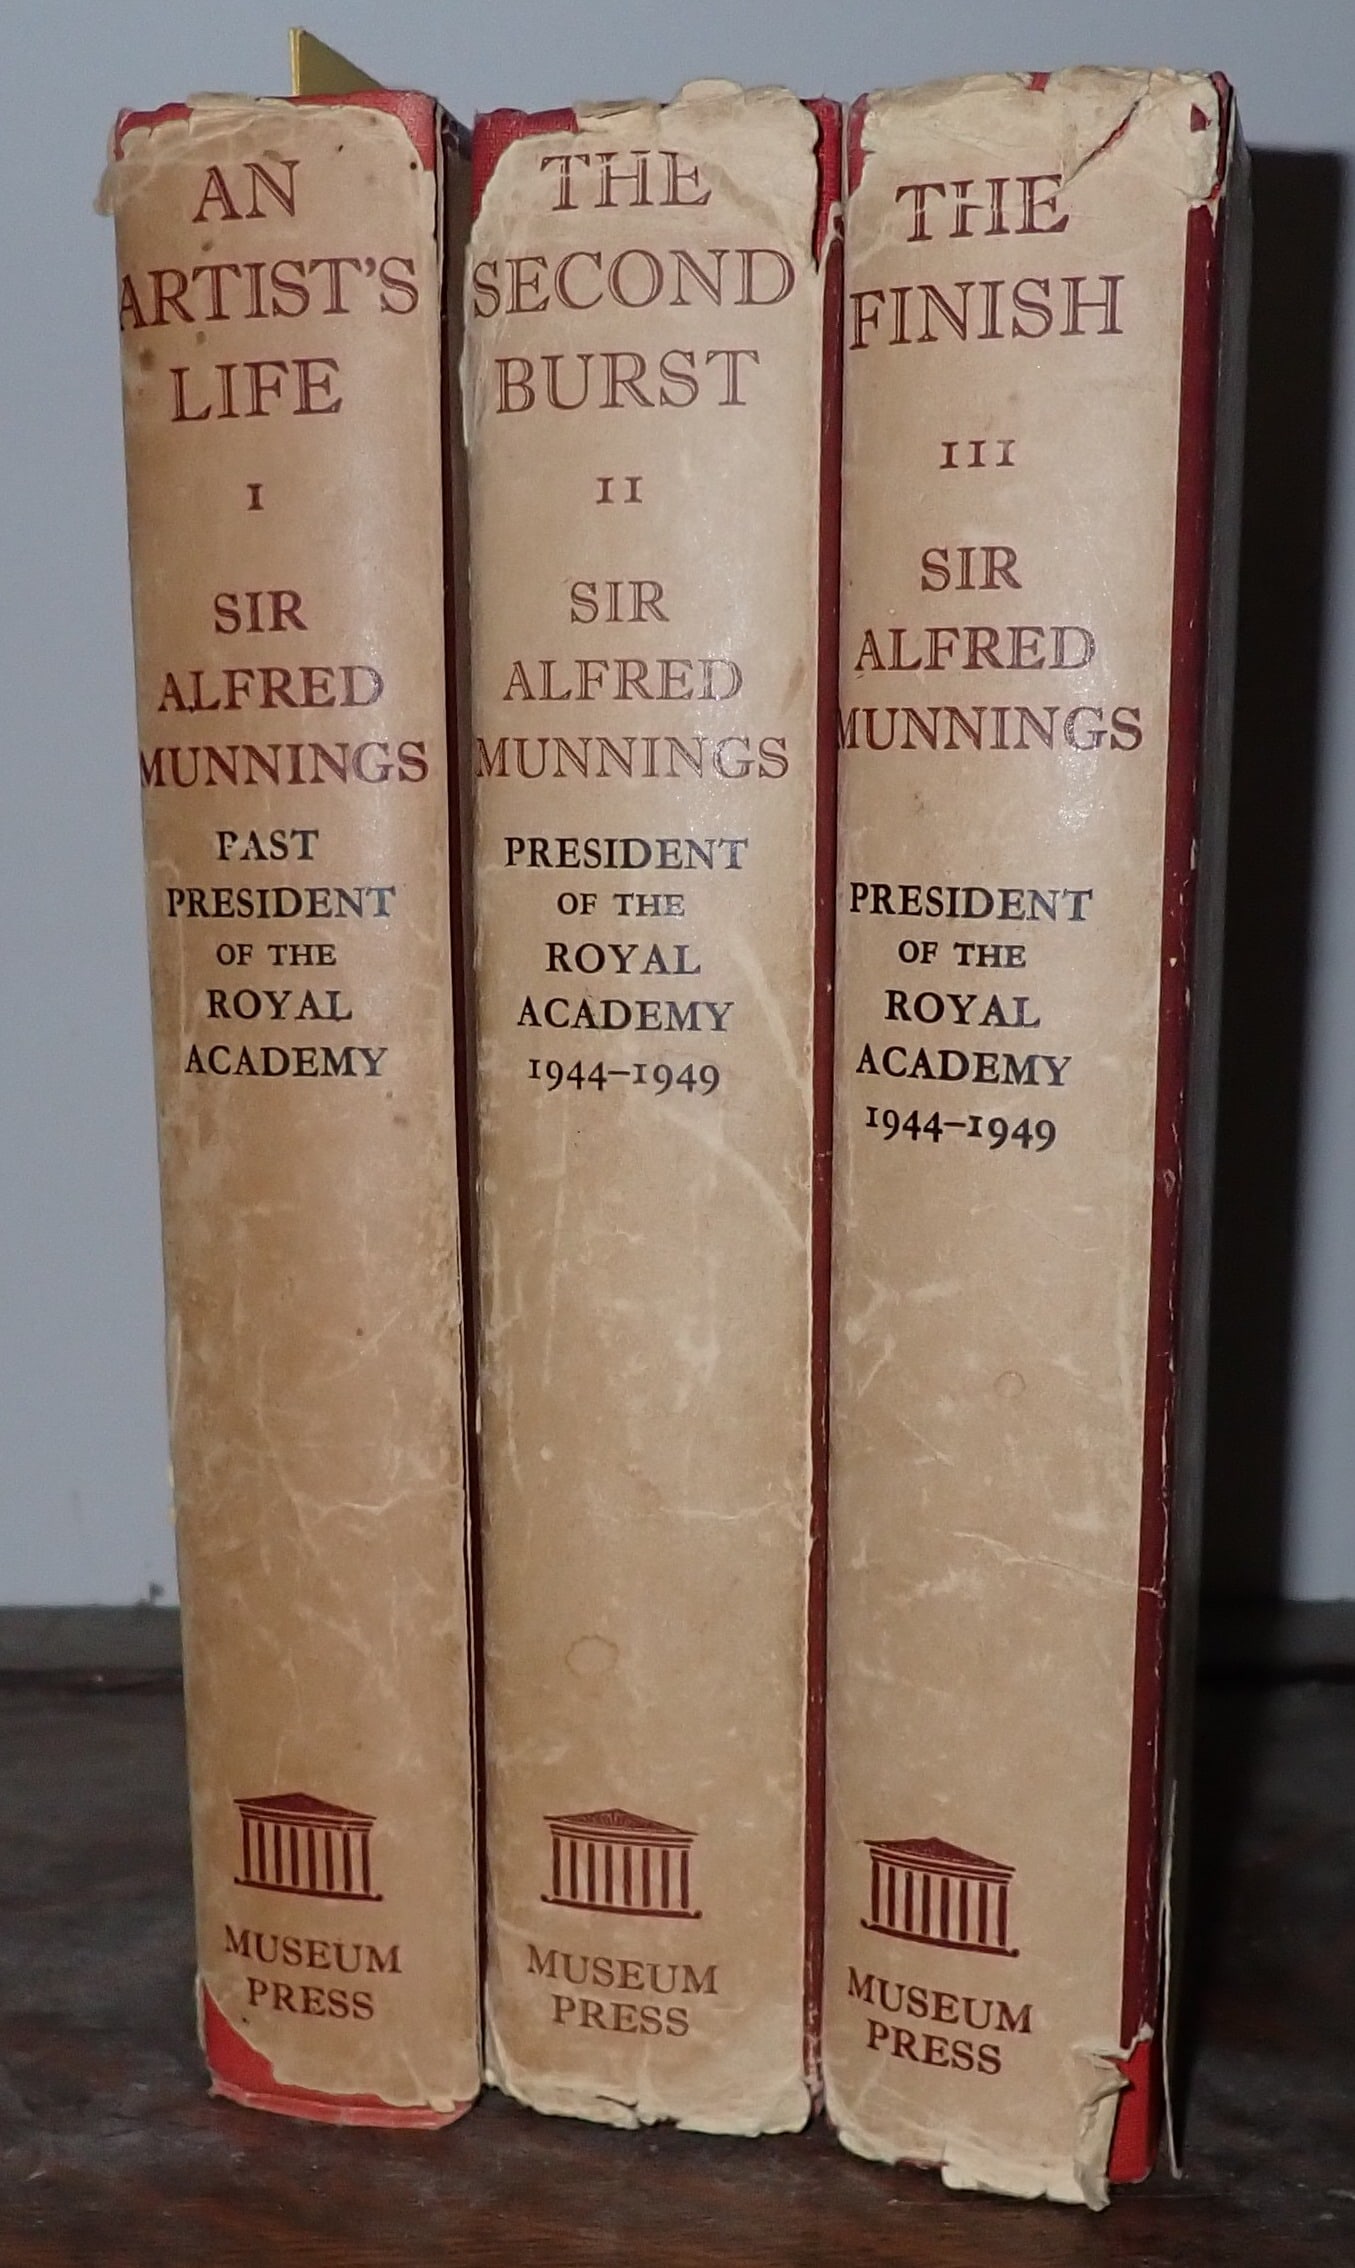 AN
ARTIST'S
LIFE
I
SIR
ALFRED
MUNNINGS
PAST
PRESIDENT
OF THE
ROYAL
ACADEMY
MUSEUM
PRESS
THE
SECOND
BURST
II
SIR
ALFRED
MUNNINGS
PRESIDENT
OF THE
ROYAL
ACADEMY
1944–1949
MUSEUM
PRESS
THE
FINISH
III
SIR
ALFRED
MUNNINGS
PRESIDENT
OF THE
ROYAL
ACADEMY
1944–1949
MUSEUM
PRESS